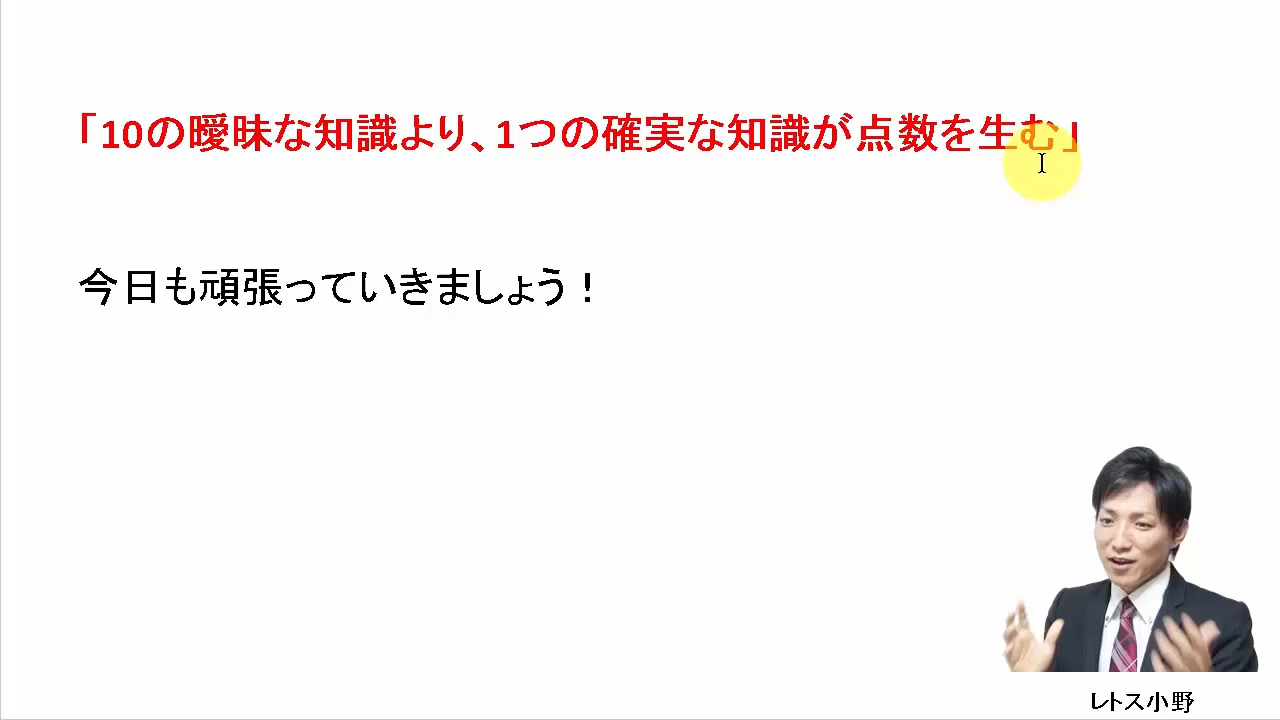 「10の曖昧な知識より、1つの確実な知識が点数を生む」
今日も頑張っていきましょう！
レトス小野